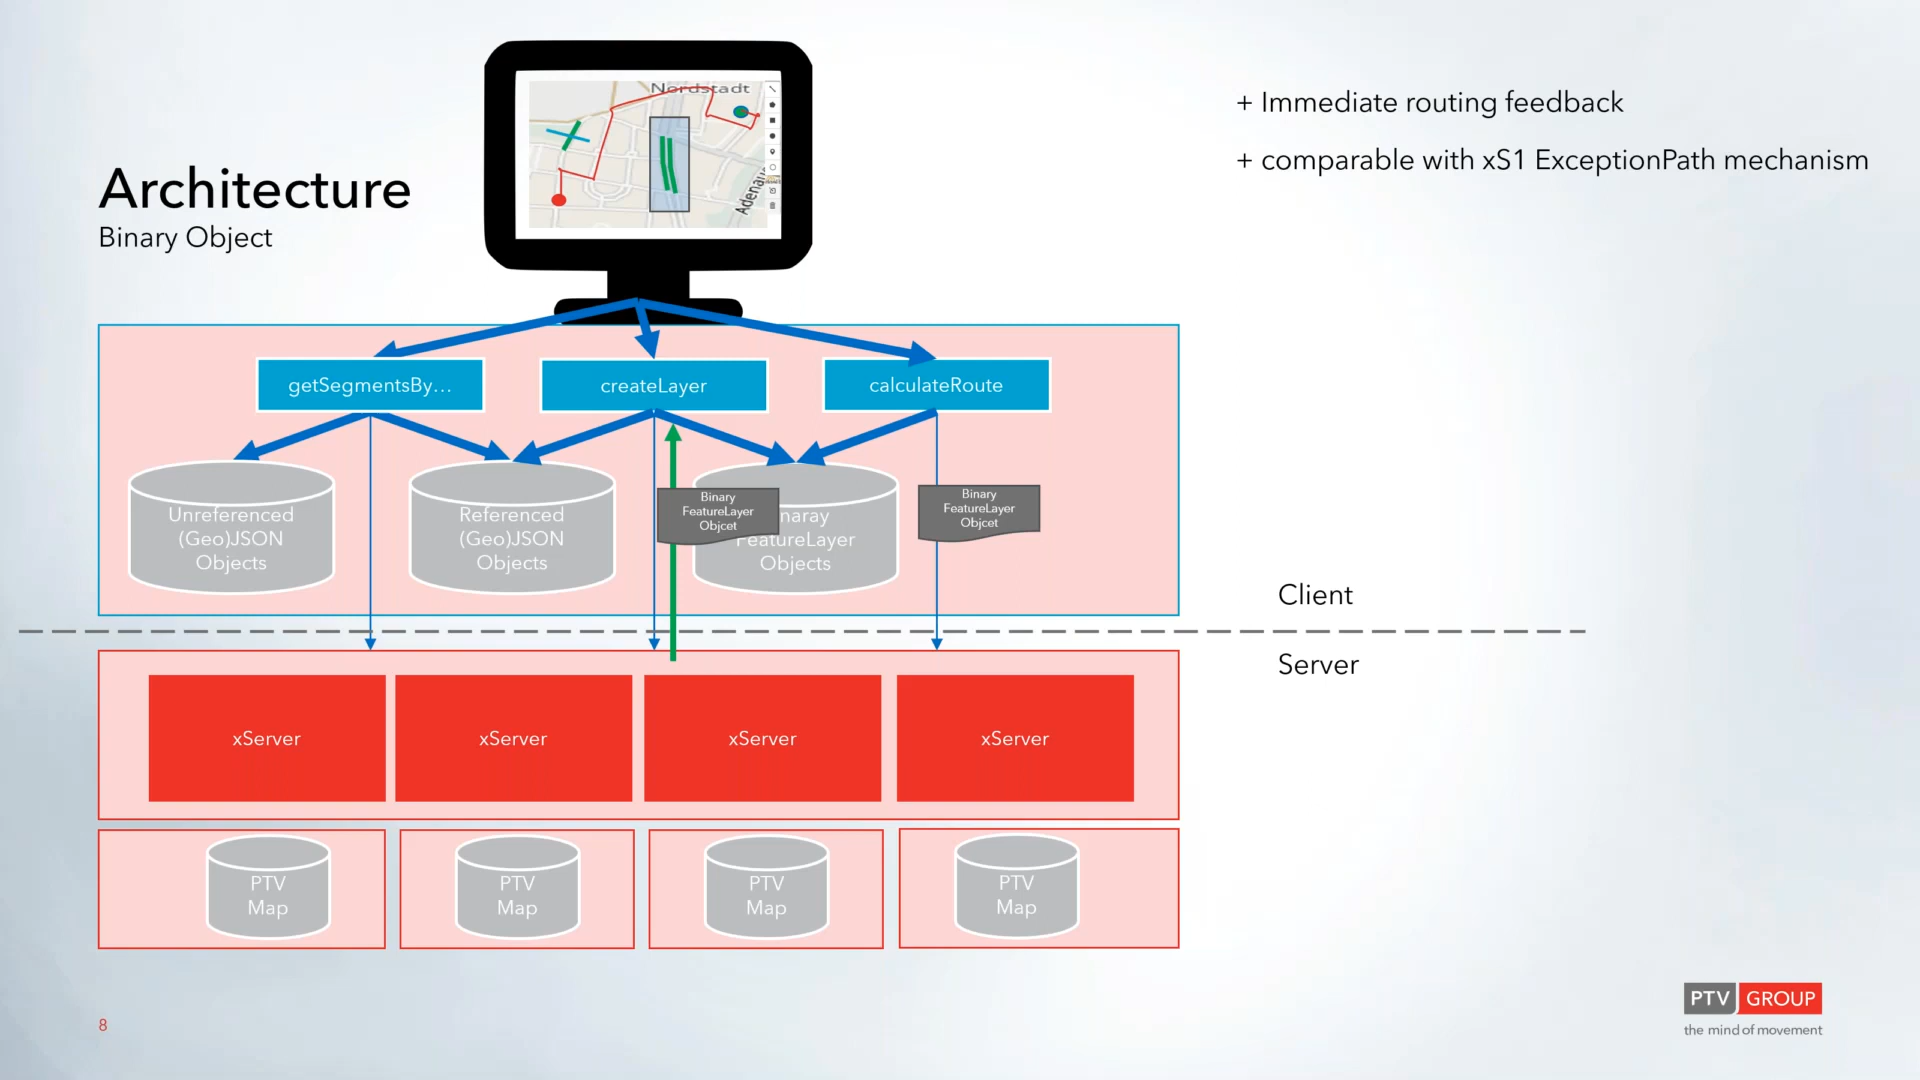 Nordstadt
Adenau
+ Immediate routing feedback
+ comparable with xS1 ExceptionPath mechanism
Architecture
Binary Object
getSegmentsBy...
createLayer
calculateRoute
Unreferenced
(Geo)JSON
Objects
Referenced
(Geo)JSON
Objects
Binary
FeatureLayer
Objcet
naray
FeatureLayer
Objects
Binary
FeatureLayer
Objcet
Client
Server
xServer
xServer
xServer
xServer
PTV
Map
PTV
Map
PTV
Map
PTV
Map
8
PTV GROUP
the mind of movement